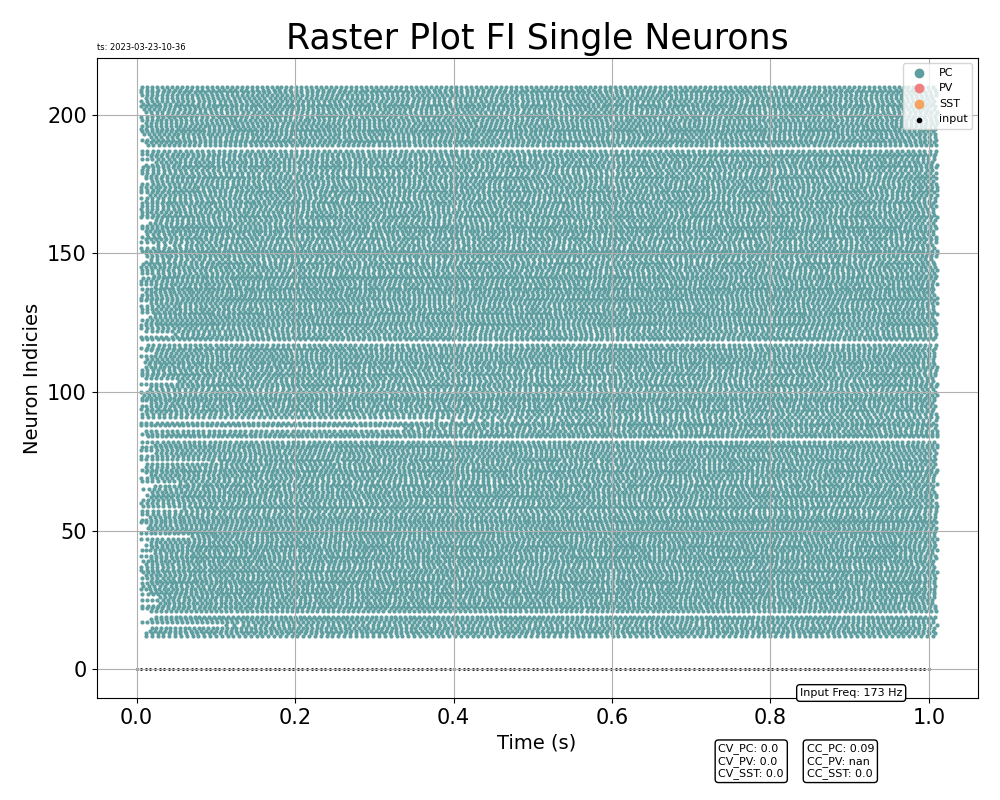 Raster Plot FI Single Neurons
ts: 2023-03-23-10-36
PC
PV
SST
input
200
150
100
50
0
Neuron Indicies
0.0 0.2 0.4 0.6 0.8 1.0
Time (s)
Input Freq: 173 Hz
CV_PC: 0.0
CV_PV: 0.0
CV_SST: 0.0
CC_PC: 0.09
CC_PV: nan
CC_SST: 0.0